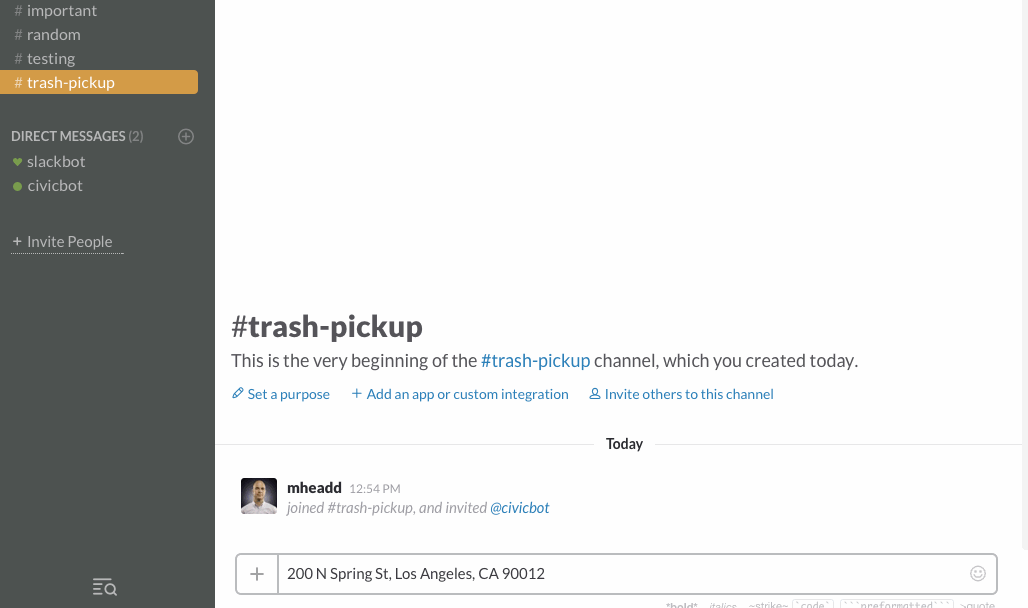 # important
# random
# testing
# trash-pickup
DIRECT MESSAGES (2)
slackbot
civicbot
+ Invite People
#trash-pickup
This is the very beginning of the #trash-pickup channel, which you created today.
Set a purpose + Add an app or custom integration Invite others to this channel
Today
mheadd 12:54 PM
joined #trash-pickup, and invited @civicbot
+ 200 N Spring St, Los Angeles, CA 90012
*bold* _italics_ ~strike~ `code` ```preformatted``` >quote